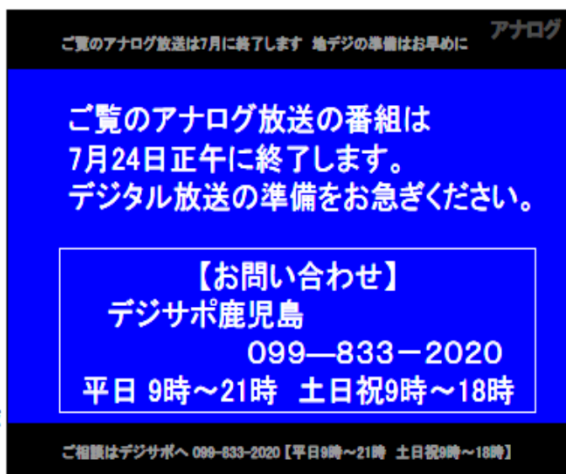 アナログ
ご覧のアナログ放送は7月に終了します 地デジの準備はお早めに
ご覧のアナログ放送の番組は
7月24日正午に終了します。
デジタル放送の準備をお急ぎください。
【お問い合わせ】
デジサポ鹿児島
099―833－2020
平日 9時～21時 土日祝9時～18時
ご相談はデジサポへ 099-833-2020【平日9時～21時 土日祝9時～18時】